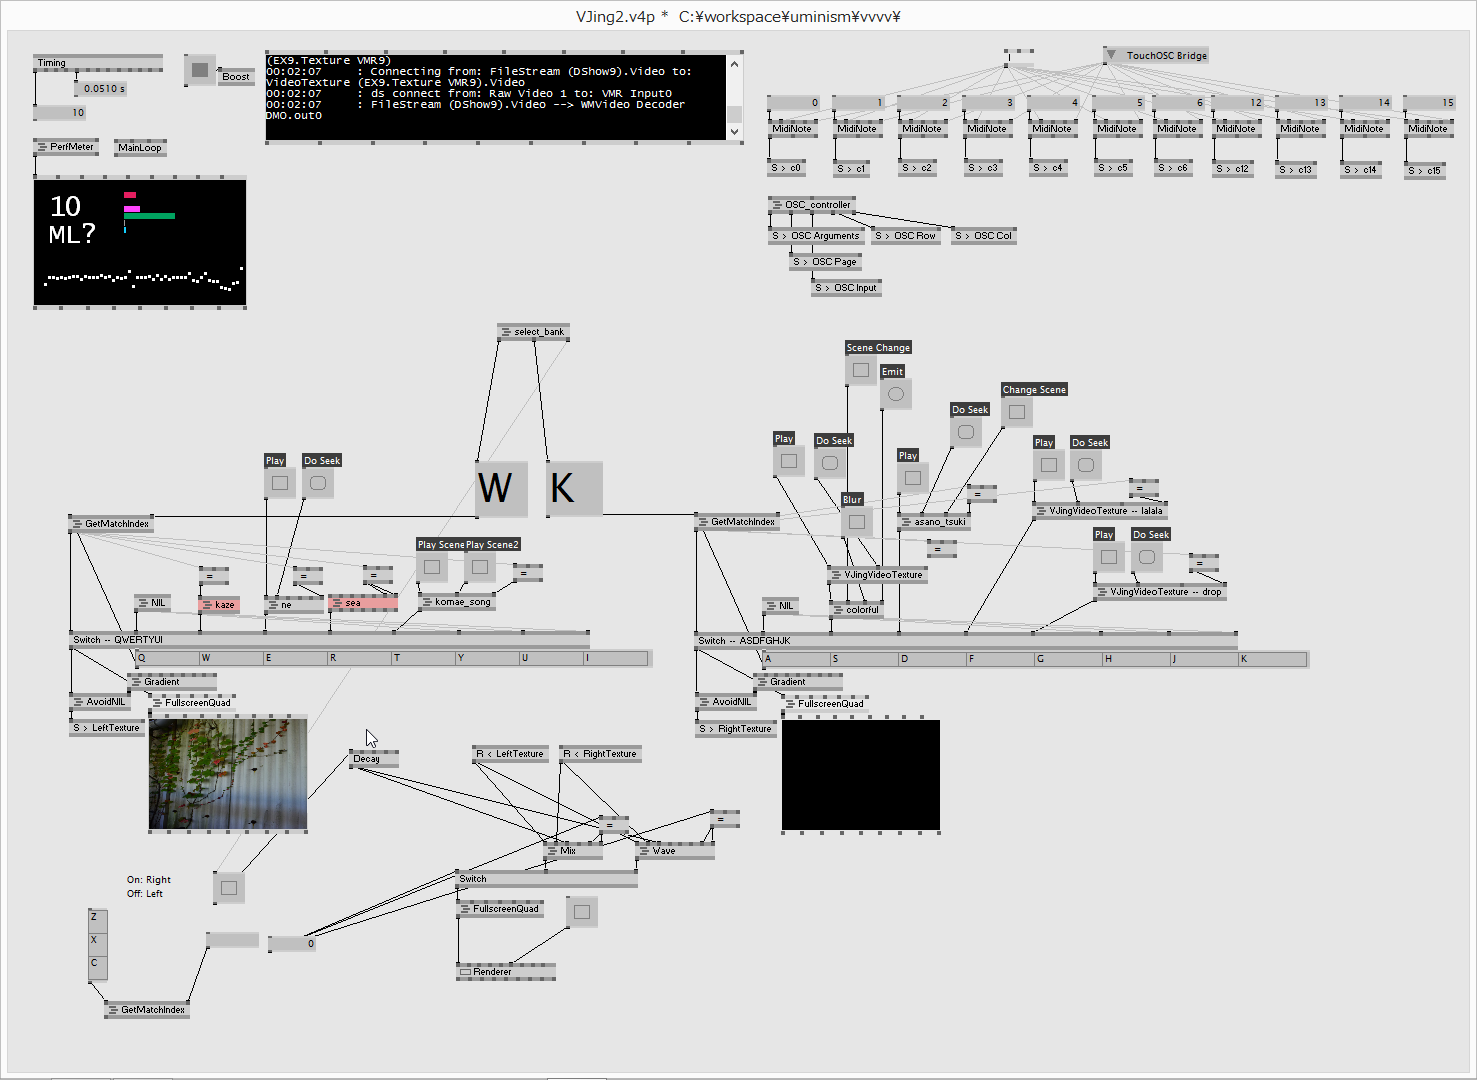 VJing2.v4p *  C:¥workspace¥uminism¥vvvv¥
Timing
0.0510 s
10
Boost
PerfMeter
MainLoop
10
ML?
(EX9.Texture VMR9)
00:02:07     : Connecting from: FileStream (DShow9).Video to:
VideoTexture (EX9.Texture VMR9).Video
00:02:07     : ds connect from: Raw Video 1 to: VMR Input0
00:02:07     : FileStream (DShow9).Video --> WMVideo Decoder
DMO.out0
TouchOSC Bridge
0 1 2 3 4 5 6 12 13 14 15
MidiNote MidiNote MidiNote MidiNote MidiNote MidiNote MidiNote MidiNote MidiNote MidiNote MidiNote
S > c0 S > c1 S > c2 S > c3 S > c4 S > c5 S > c6 S > c12 S > c13 S > c14 S > c15
OSC_controller
S > OSC Arguments S > OSC Row S > OSC Col
S > OSC Page
S > OSC Input
select_bank
W K
Play Do Seek
GetMatchIndex
Play Scene Play Scene2
= = = =
NIL kaze ne sea komae_song
Switch -- QWERTYUI
Q W E R T Y U I
Gradient
AvoidNIL FullscreenQuad
S > LeftTexture
Scene Change
Emit
Change Scene
Do Seek
Play Do Seek
Play
Play Do Seek
Blur
=
=
GetMatchIndex
asano_tsuki
VJingVideoTexture -- lalala
=
Play Do Seek
=
VJingVideoTexture
VJingVideoTexture -- drop
NIL colorful
Switch -- ASDFGHJK
A S D F G H J K
Gradient
AvoidNIL FullscreenQuad
S > RightTexture
Decay
R < LeftTexture R < RightTexture
= =
Mix Wave
Switch
FullscreenQuad
Renderer
On: Right
Off: Left
Z
X
C
0
GetMatchIndex